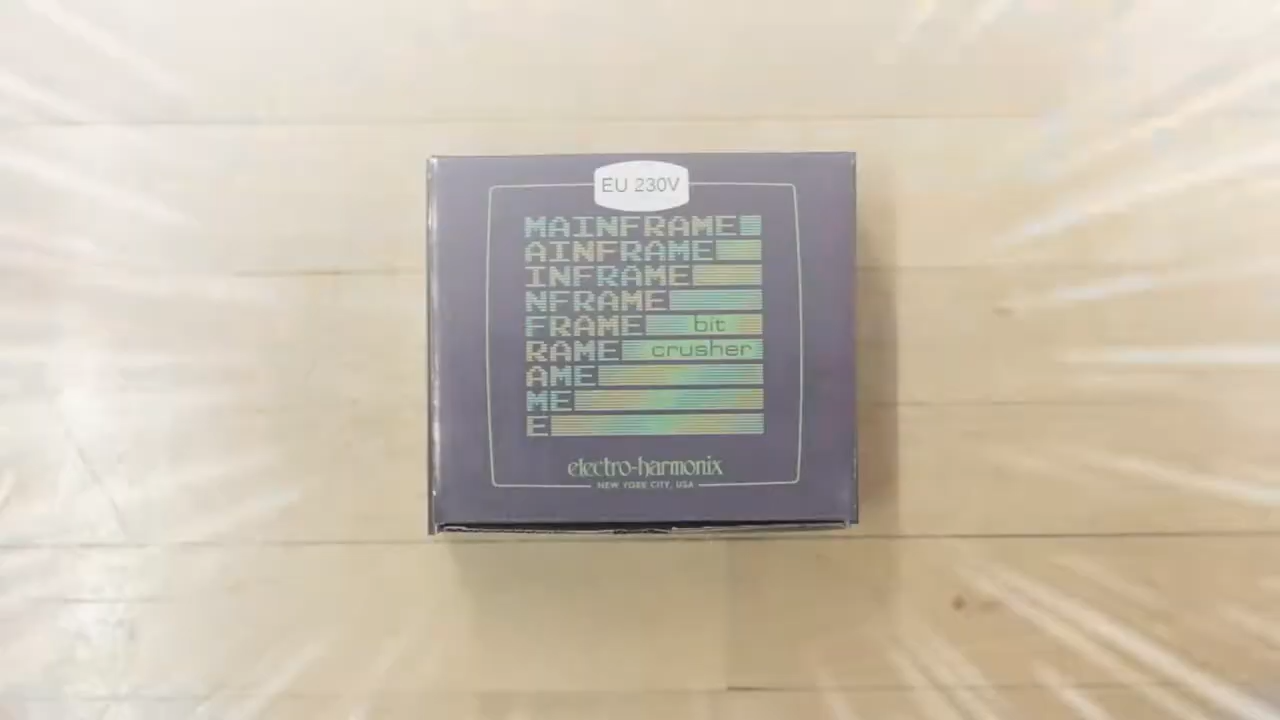 EU 230V
MAINFRAME
AINFRAME
INFRAME
NFRAME
FRAME bit
RAME crusher
AME
ME
E
electro-harmonix
NEW YORK CITY, USA